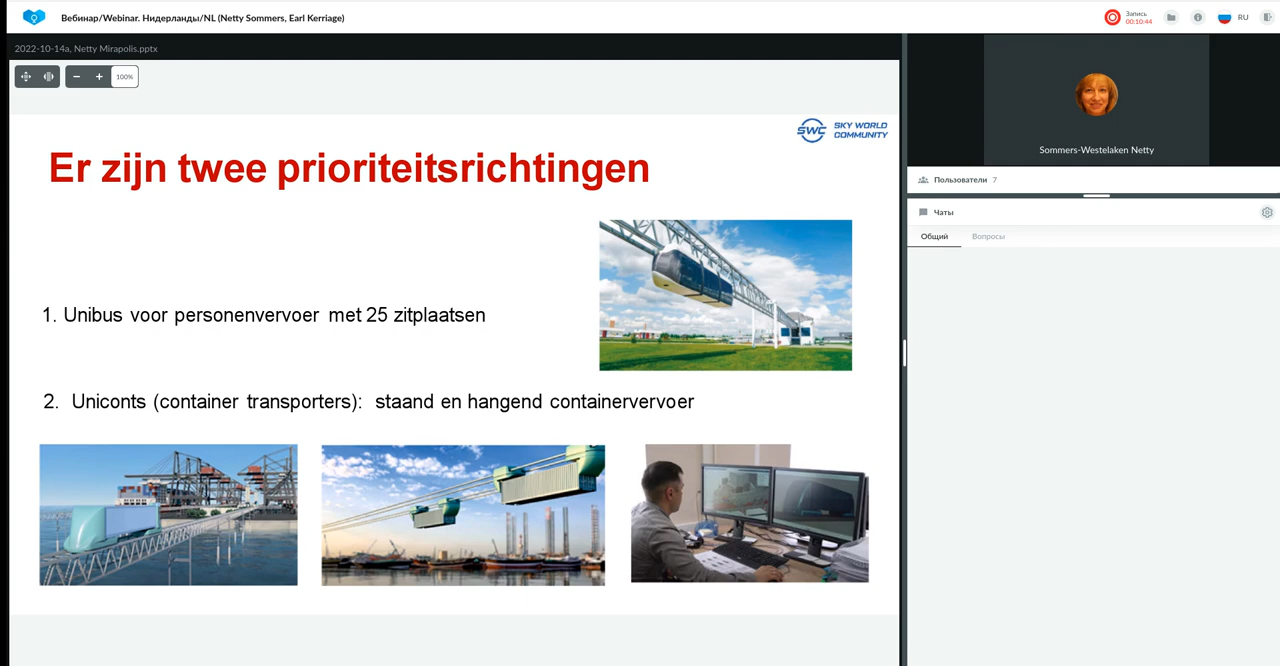 Вебинар/Webinar. Нидерланды/NL (Netty Sommers, Earl Kerriage)
Запись
00:10:44
RU
2022-10-14a, Netty Mirapolis.pptx
100%
SWC SKY WORLD
COMMUNITY
Er zijn twee prioriteitsrichtingen
1. Unibus voor personenvervoer met 25 zitplaatsen
2. Uniconts (container transporters): staand en hangend containervervoer
Sommers-Westelaken Netty
Пользователи 7
Чаты
Общий Вопросы